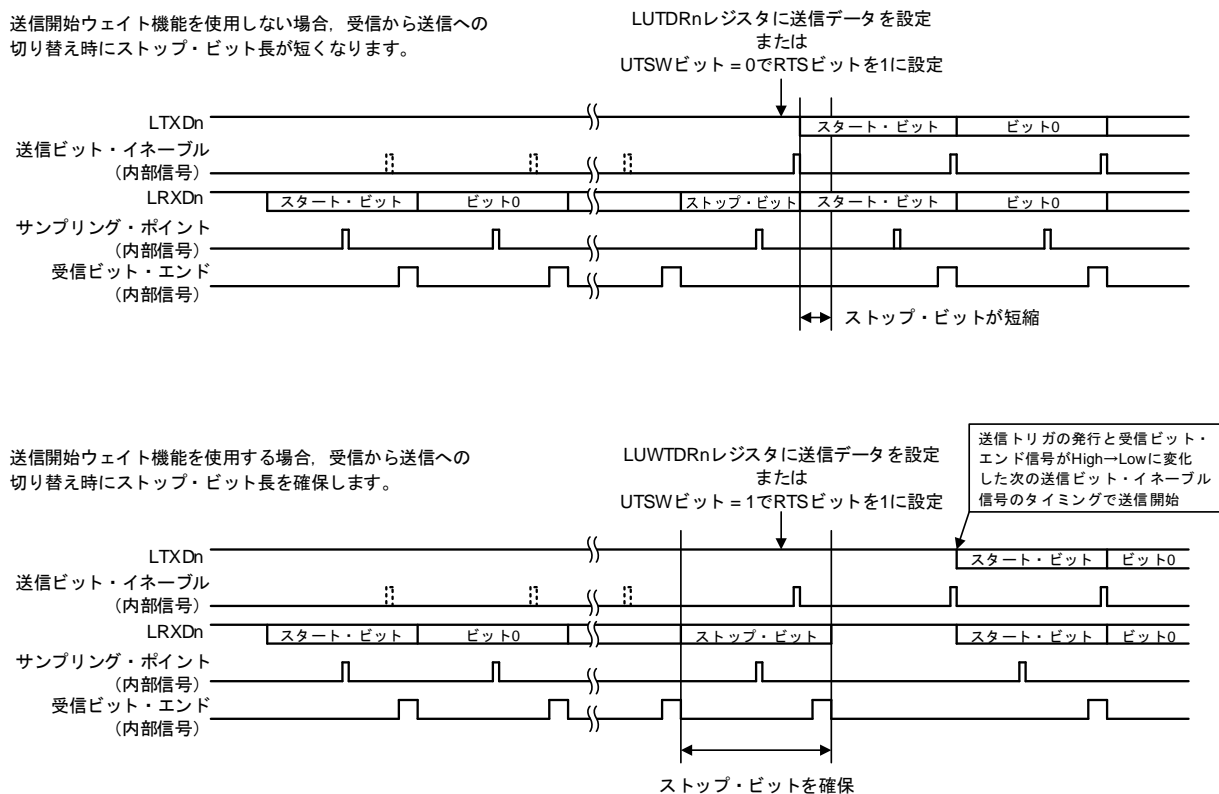 送信開始ウェイト機能を使用しない場合，受信から送信への
切り替え時にストップ・ビット長が短くなります。
LUTDRnレジスタに送信データを設定
または
UTSWビット＝0でRTSビットを1に設定
LTXDn
スタート・ビット
ビット0
送信ビット・イネーブル
（内部信号）
LRXDn
スタート・ビット
ビット0
ストップ・ビット
スタート・ビット
ビット0
サンプリング・ポイント
（内部信号）
受信ビット・エンド
（内部信号）
ストップ・ビットが短縮
送信開始ウェイト機能を使用する場合，受信から送信への
切り替え時にストップ・ビット長を確保します。
LUWTDRnレジスタに送信データを設定
または
UTSWビット＝1でRTSビットを1に設定
送信トリガの発行と受信ビット・
エンド信号がHigh→Lowに変化
した次の送信ビット・イネーブル
信号のタイミングで送信開始
LTXDn
スタート・ビット
ビット0
送信ビット・イネーブル
（内部信号）
LRXDn
スタート・ビット
ビット0
ストップ・ビット
スタート・ビット
ビット0
サンプリング・ポイント
（内部信号）
受信ビット・エンド
（内部信号）
ストップ・ビットを確保